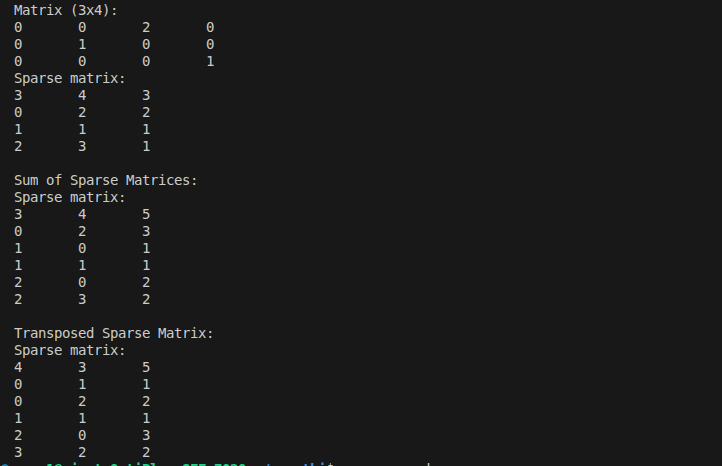 Matrix (3x4):
0 0 2 0
0 1 0 0
0 0 0 1
Sparse matrix:
3 4 3
0 2 2
1 1 1
2 3 1
Sum of Sparse Matrices:
Sparse matrix:
3 4 5
0 2 3
1 0 1
1 1 1
2 0 2
2 3 2
Transposed Sparse Matrix:
Sparse matrix:
4 3 5
0 1 1
0 2 2
1 1 1
2 0 3
3 2 2